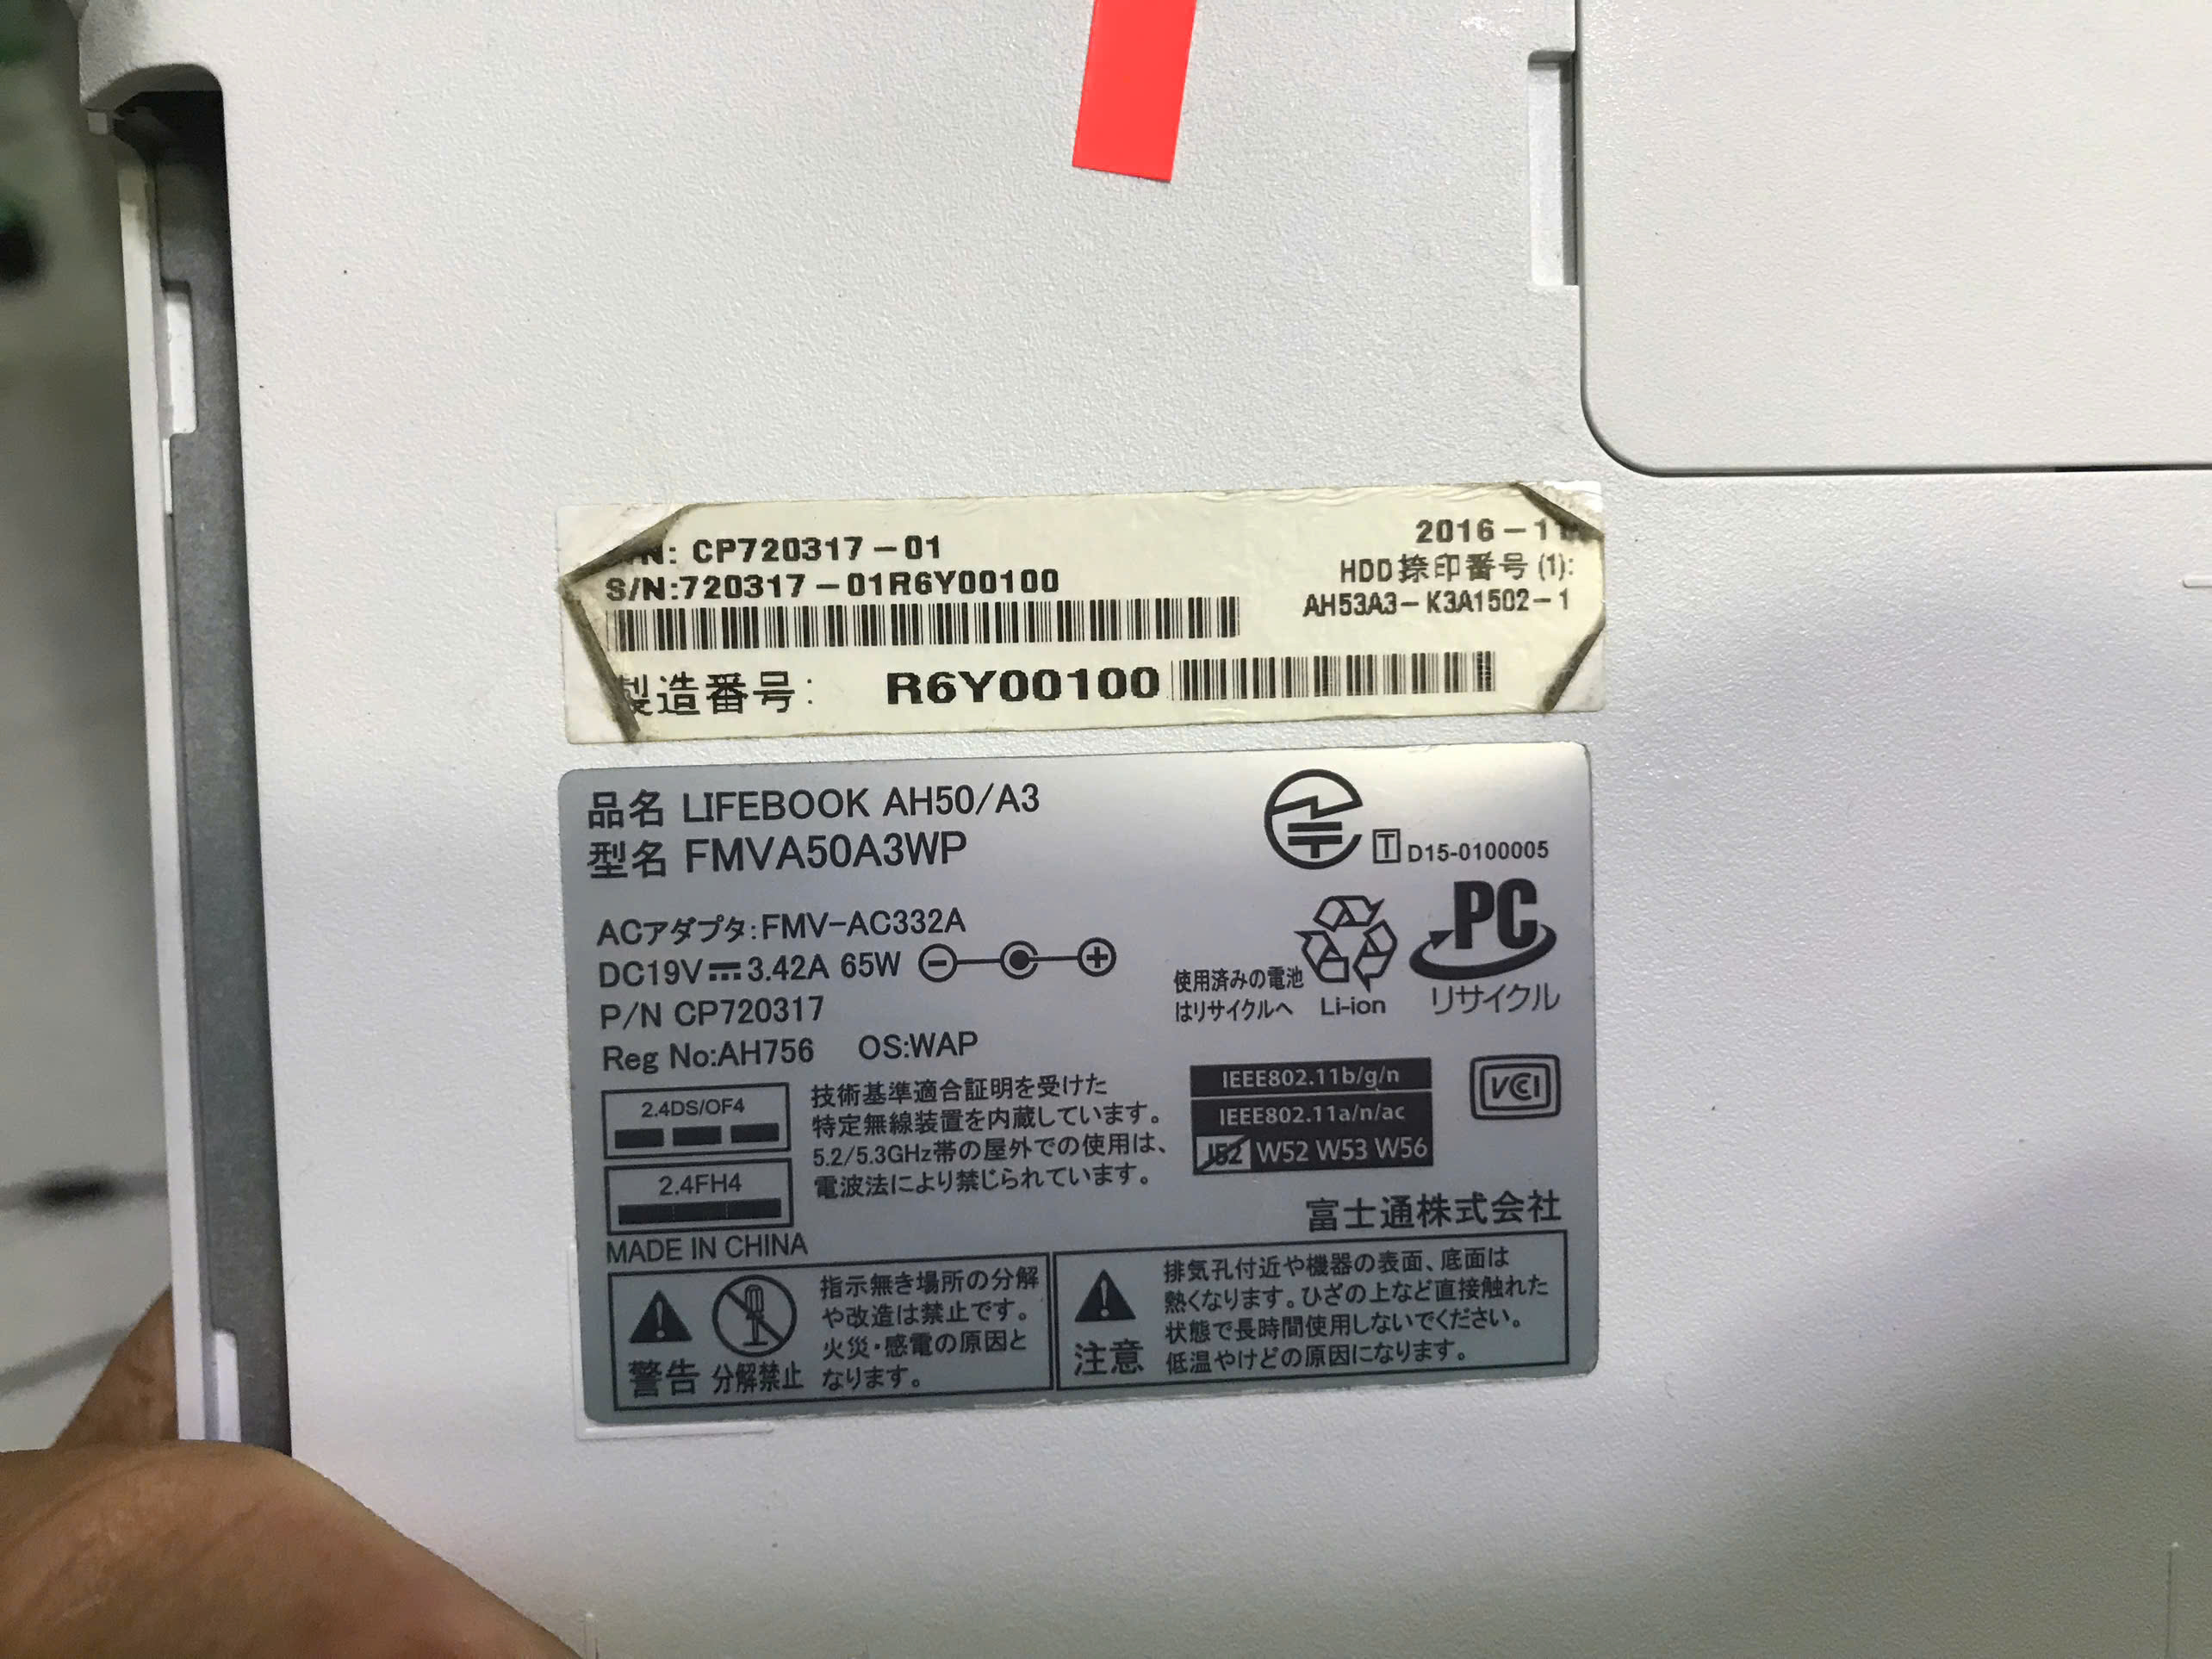 N: CP720317-01
S/N:720317-01R6Y00100
2016-11
HDD捺印番号(1):
AH53A3-K3A1502-1
製造番号: R6Y00100
品名 LIFEBOOK AH50/A3
型名 FMVA50A3WP
T D15-0100005
ACアダプタ:FMV-AC332A
DC19V 3.42A 65W
P/N CP720317
Reg No:AH756 OS:WAP
使用済みの電池
はリサイクルへ
Li-ion
PC
リサイクル
2.4DS/OF4
2.4FH4
技術基準適合証明を受けた
特定無線装置を内蔵しています。
5.2/5.3GHz帯の屋外での使用は、
電波法により禁じられています。
IEEE802.11b/g/n
IEEE802.11a/n/ac
J52 W52 W53 W56
VCCI
富士通株式会社
MADE IN CHINA
警告
分解禁止
指示無き場所の分解
や改造は禁止です。
火災・感電の原因と
なります。
注意
排気孔付近や機器の表面、底面は
熱くなります。ひざの上など直接触れた
状態で長時間使用しないでください。
低温やけどの原因になります。